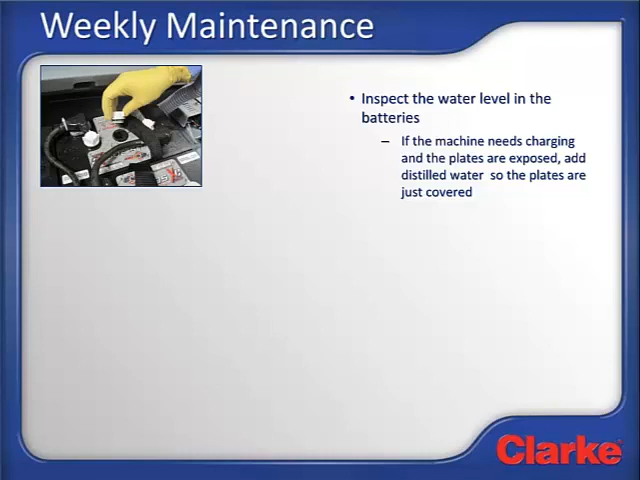 Weekly Maintenance
• Inspect the water level in the
batteries
– If the machine needs charging
and the plates are exposed, add
distilled water so the plates are
just covered
Clarke